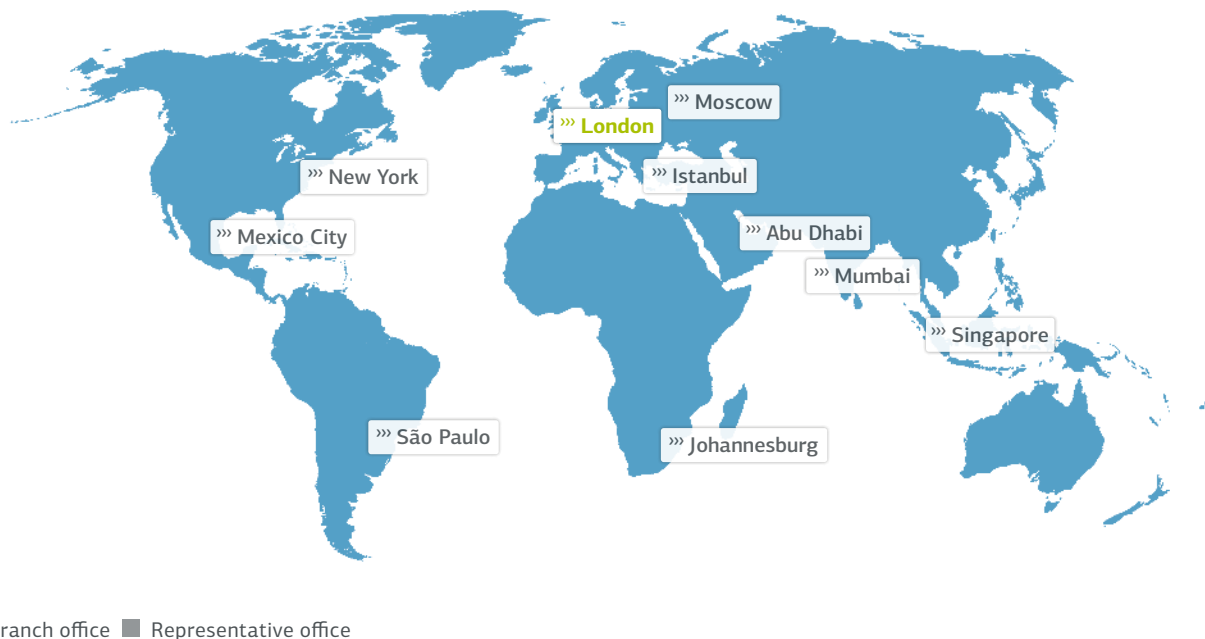 ››› Moscow
››› London
››› New York
››› Istanbul
››› Mexico City
››› Abu Dhabi
››› Mumbai
››› Singapore
››› São Paulo
››› Johannesburg
ranch office Representative office